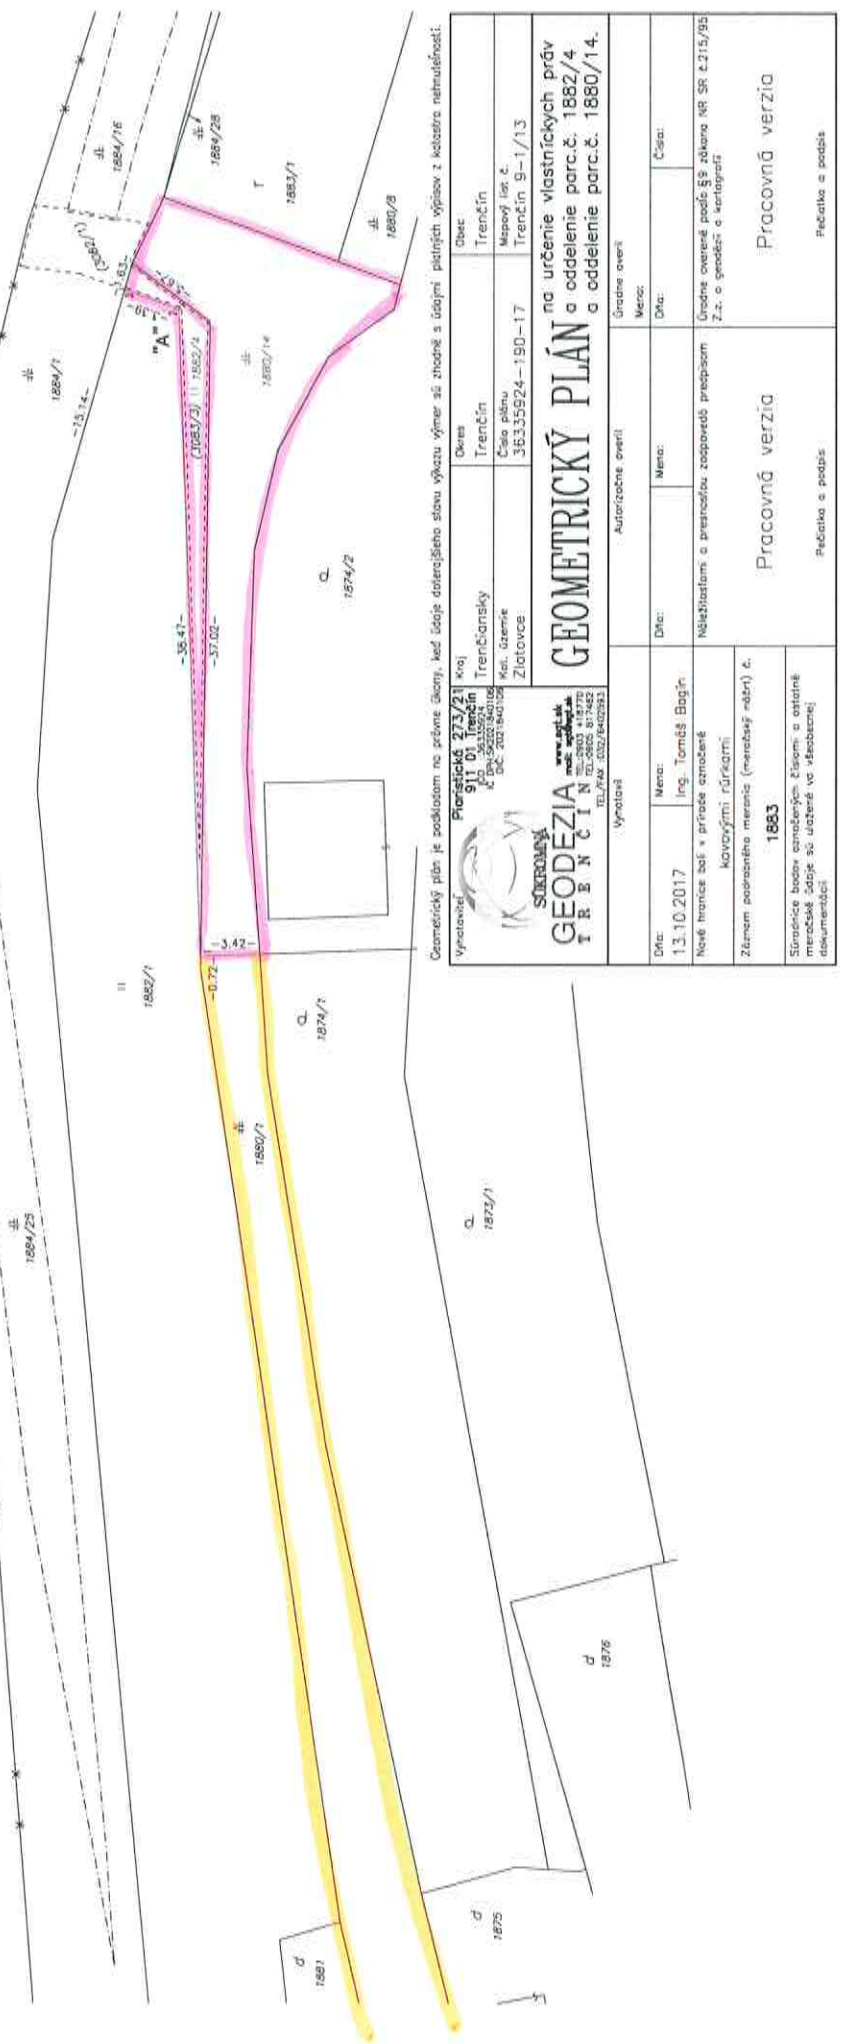 1884/16
1884/28
1883/1
1880/8
(3082/1)
1884/1
-15.14-
"A"
(3083/3) 1882/4
1880/14
-37.02-
1874/2
1882/1
-0.72-
-3.42-
1874/1
1880/1
1873/1
1876
1875
1881
Geometrický plán je podkladom na právne úkony, keď údaje doterajšieho stavu výkazu výmer sú zhodné s údajmi platných výpisov z katastra nehnuteľností.
Vyhotoviteľ
Piaristická 273/21
911 01 Trenčín
SÚKROMNÁ
GEODÉZIA
TRENČÍN
www.agt.sk
Kraj
Trenčiansky
Okres
Trenčín
Obec
Trenčín
Kat. územie
Zlatovce
Číslo plánu
36335924-190-17
Mapový list č.
Trenčín 9-1/13
GEOMETRICKÝ PLÁN
na určenie vlastníckych práv
a oddelenie parc.č. 1882/4
a oddelenie parc.č. 1880/14.
Vyhotovil
Dňa:
13.10.2017
Meno:
Ing. Tomáš Bagin
Nové hranice boli v prírode označené
kovovými rúrkami
Záznam podrobného merania (meračský náčrt) č.
1883
Súradnice bodov označených číslami a ostatné
meračské údaje sú uložené vo všeobecnej
dokumentácii
Autorizačne overil
Dňa:
Meno:
Náležitosťami a presnosťou zodpovedá predpisom
Pracovná verzia
Pečiatka a podpis
Úradne overil
Meno:
Dňa:
Číslo:
Úradne overené podľa §9 zákona NR SR č.215/95
Z.z. o geodézii a kartografii
Pracovná verzia
Pečiatka a podpis